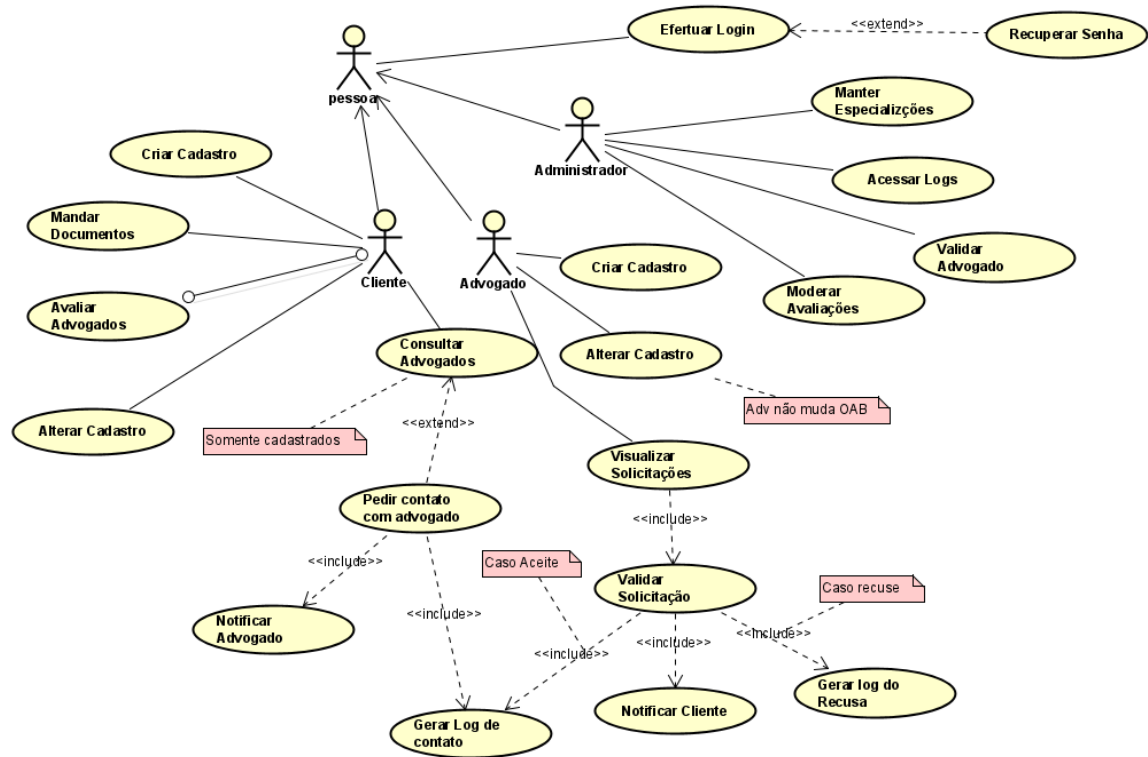 Efertuar Login
<<extend>>
Recuperar Senha
pessoa
Manter
Especializções
Administrador
Criar Cadastro
Acessar Logs
Mandar
Documentos
Validar
Advogado
Cliente
Advogado
Criar Cadastro
Moderar
Avaliações
Avaliar
Advogados
Consultar
Advogados
Alterar Cadastro
Adv não muda OAB
Alterar Cadastro
Somente cadastrados
<<extend>>
Visualizar
Solicitações
Pedir contato
com advogado
<<include>>
<<include>>
Caso Aceite
Validar
Solicitação
Caso recuse
<<include>>
Notificar
Advogado
<<include>>
<<include>>
<<include>>
Gerar log do
Recusa
Gerar Log de
contato
Notificar Cliente